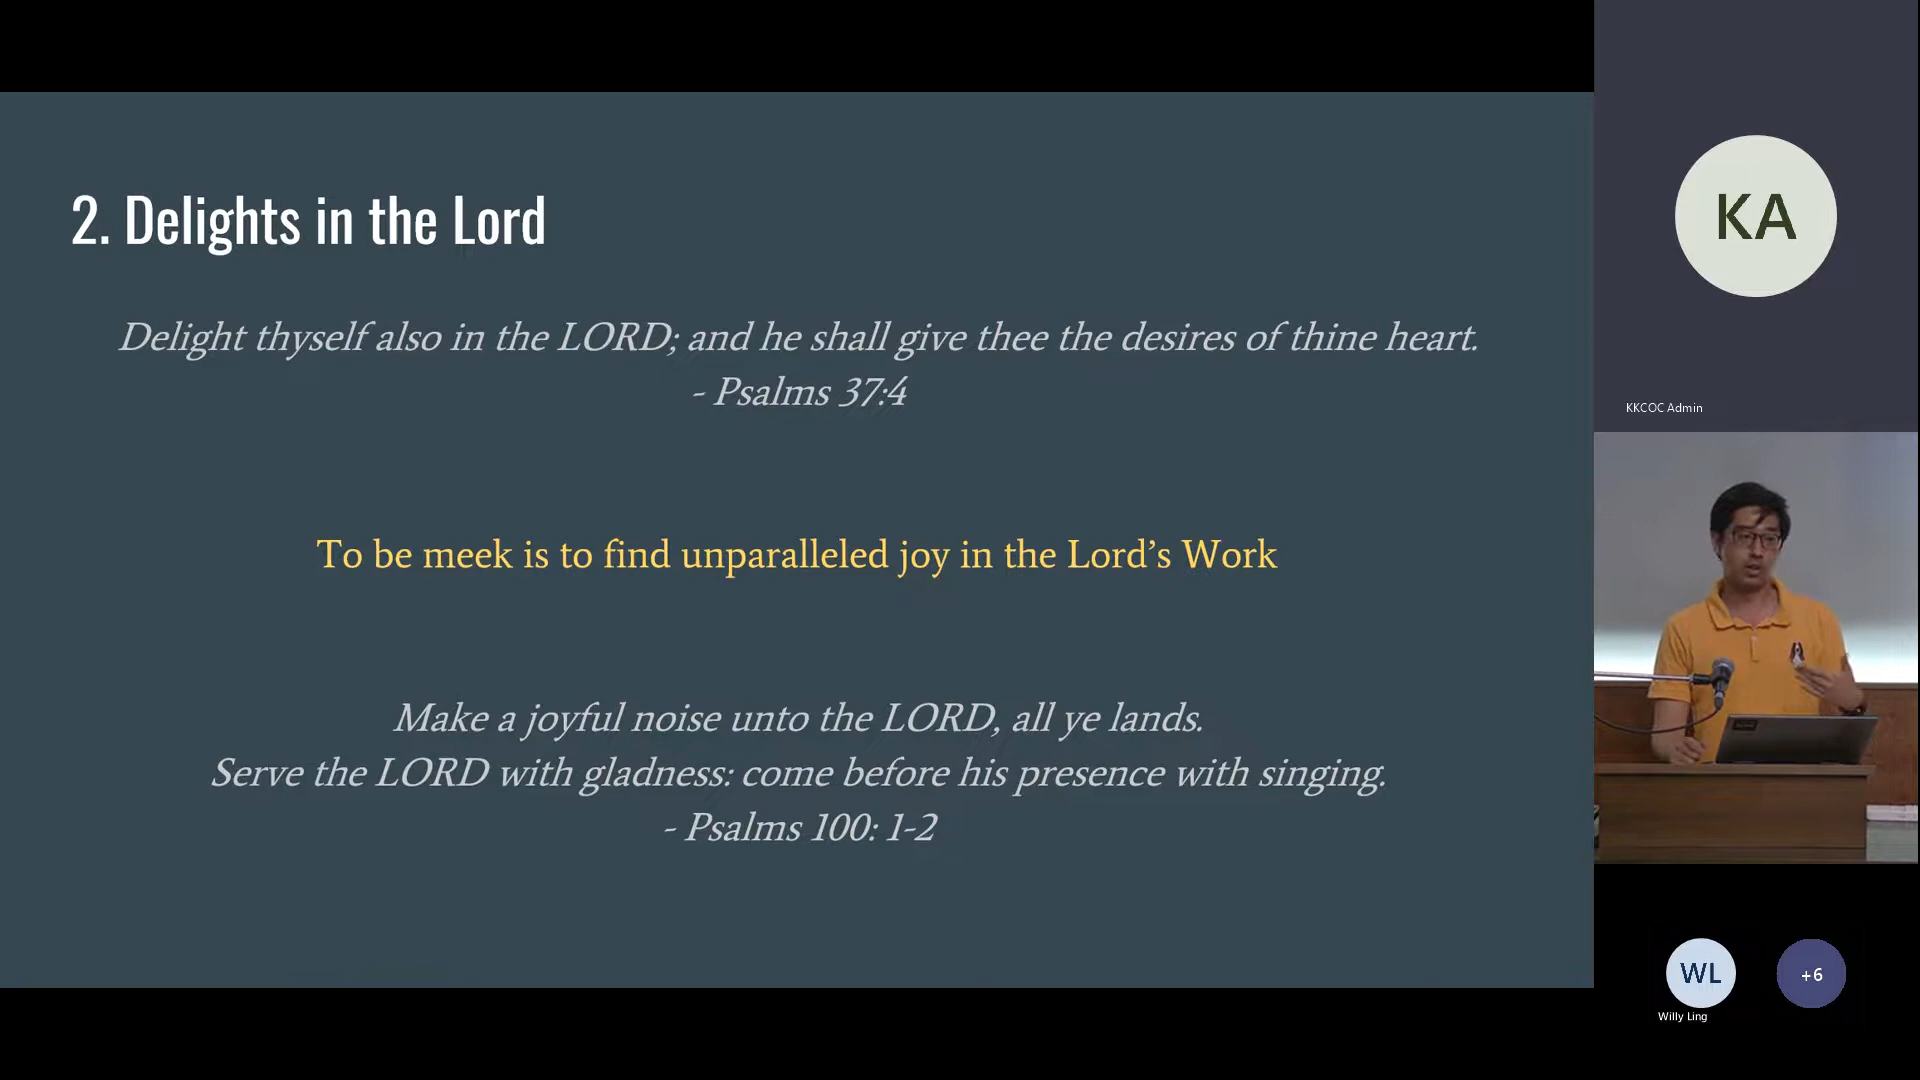 2. Delights in the Lord
Delight thyself also in the LORD; and he shall give thee the desires of thine heart.
- Psalms 37:4
To be meek is to find unparalleled joy in the Lord’s Work
Make a joyful noise unto the LORD, all ye lands.
Serve the LORD with gladness: come before his presence with singing.
- Psalms 100: 1-2
KA
KKCOC Admin
WL
+6
Willy Ling